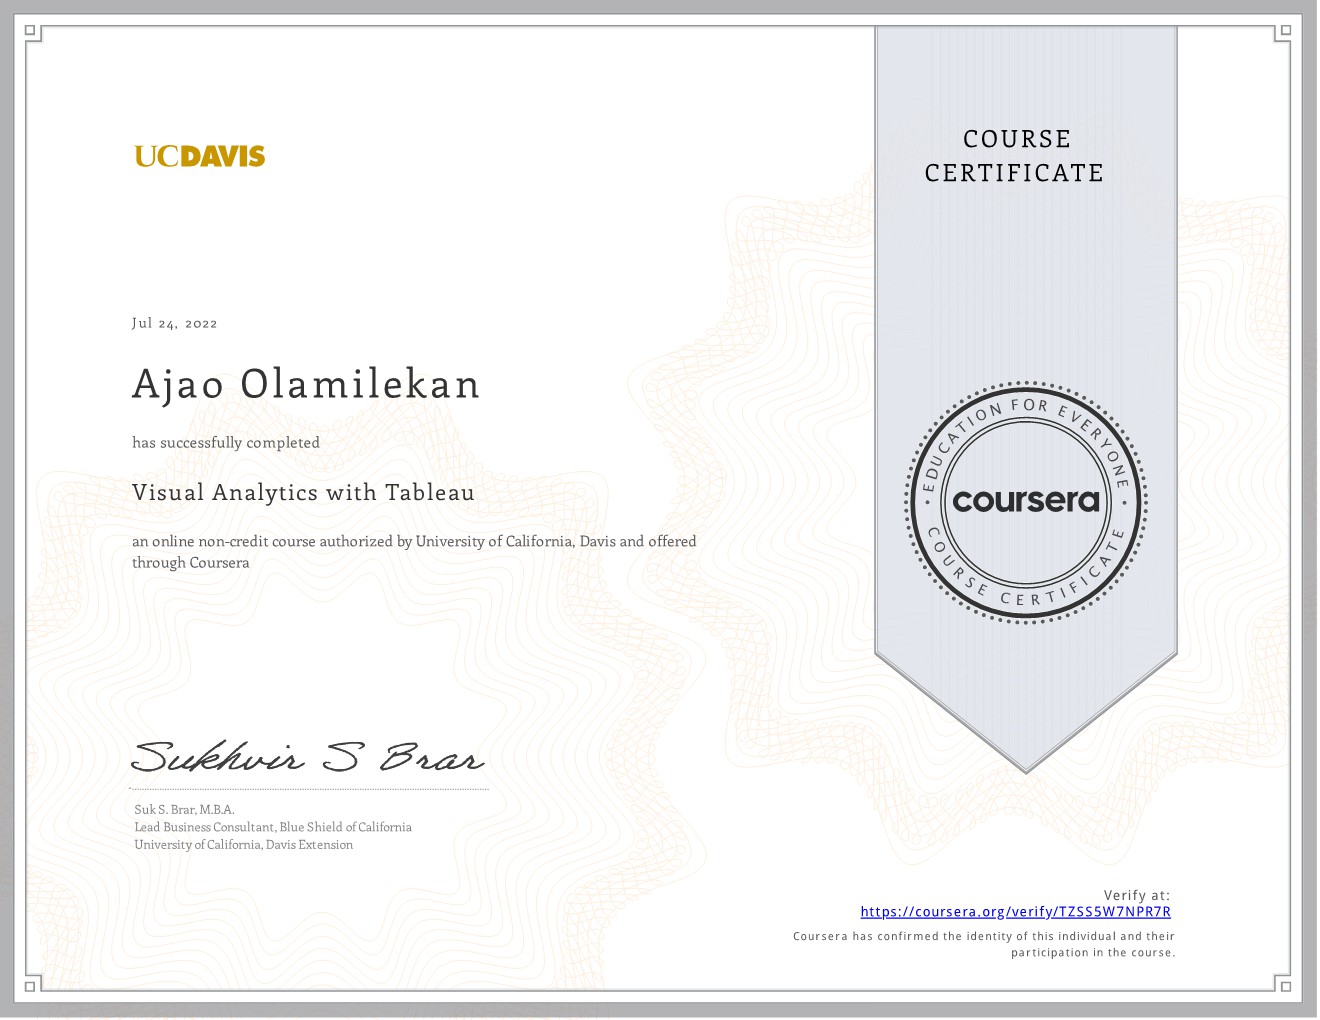 UCDAVIS
COURSE
CERTIFICATE
Jul 24, 2022
Ajao Olamilekan
has successfully completed
Visual Analytics with Tableau
an online non-credit course authorized by University of California, Davis and offered
through Coursera
EDUCATION FOR EVERYONE
coursera
COURSE CERTIFICATE
Sukhvir S Brar
Suk S. Brar, M.B.A.
Lead Business Consultant, Blue Shield of California
University of California, Davis Extension
Verify at:
https://coursera.org/verify/TZSS5W7NPR7R
Coursera has confirmed the identity of this individual and their
participation in the course.